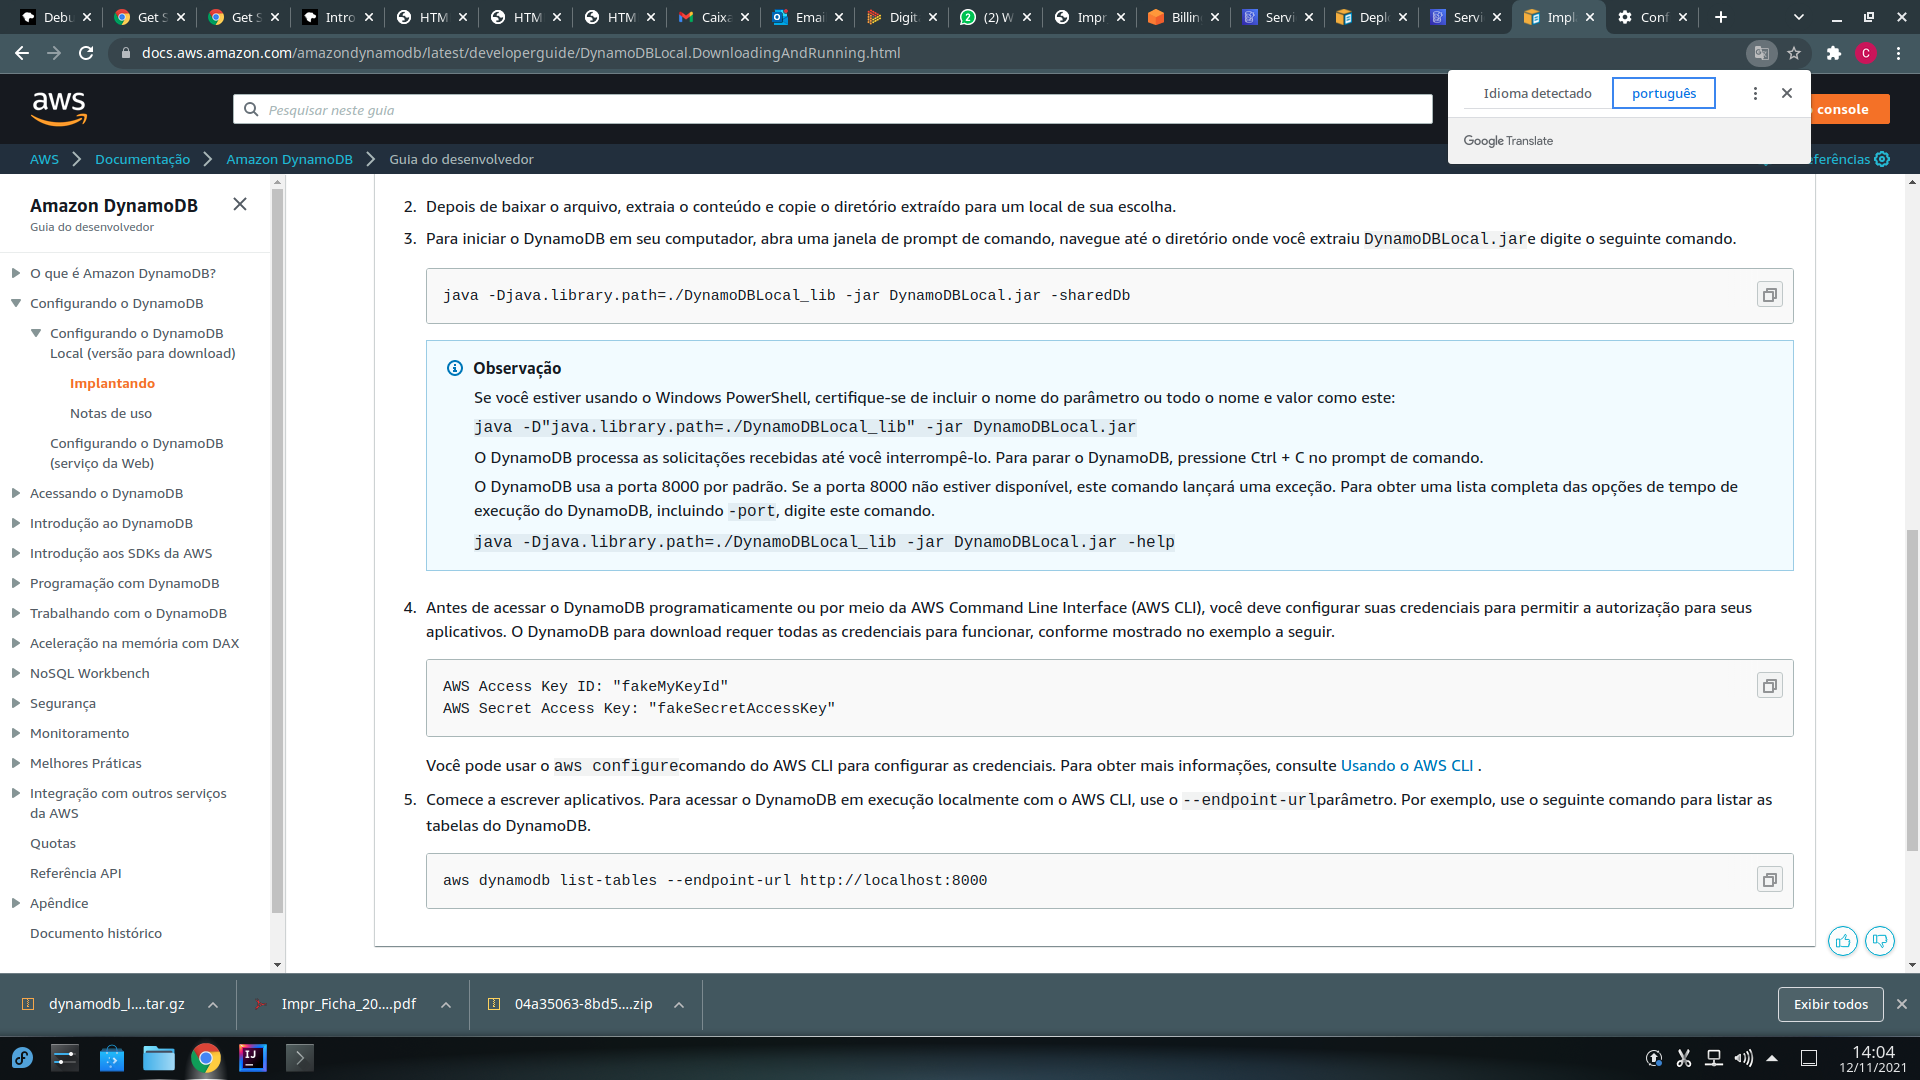 Debu
Get S
Get S
Intro
HTM
HTM
HTM
Caixa
Emai
Digit
(2) W
Impr
Billin
Servi
Depl
Servi
Impl
Conf
docs.aws.amazon.com/amazondynamodb/latest/developerguide/DynamoDBLocal.DownloadingAndRunning.html
C
Idioma detectado
português
Google Translate
aws
Pesquisar neste guia
console
AWS
Documentação
Amazon DynamoDB
Guia do desenvolvedor
ferências
Amazon DynamoDB
Guia do desenvolvedor
O que é Amazon DynamoDB?
Configurando o DynamoDB
Configurando o DynamoDB
Local (versão para download)
Implantando
Notas de uso
Configurando o DynamoDB
(serviço da Web)
Acessando o DynamoDB
Introdução ao DynamoDB
Introdução aos SDKs da AWS
Programação com DynamoDB
Trabalhando com o DynamoDB
Aceleração na memória com DAX
NoSQL Workbench
Segurança
Monitoramento
Melhores Práticas
Integração com outros serviços
da AWS
Quotas
Referência API
Apêndice
Documento histórico
2. Depois de baixar o arquivo, extraia o conteúdo e copie o diretório extraído para um local de sua escolha.
3. Para iniciar o DynamoDB em seu computador, abra uma janela de prompt de comando, navegue até o diretório onde você extraiu DynamoDBLocal.jare digite o seguinte comando.
java -Djava.library.path=./DynamoDBLocal_lib -jar DynamoDBLocal.jar -sharedDb
Observação
Se você estiver usando o Windows PowerShell, certifique-se de incluir o nome do parâmetro ou todo o nome e valor como este:
java -D"java.library.path=./DynamoDBLocal_lib" -jar DynamoDBLocal.jar
O DynamoDB processa as solicitações recebidas até você interrompê-lo. Para parar o DynamoDB, pressione Ctrl + C no prompt de comando.
O DynamoDB usa a porta 8000 por padrão. Se a porta 8000 não estiver disponível, este comando lançará uma exceção. Para obter uma lista completa das opções de tempo de
execução do DynamoDB, incluindo -port, digite este comando.
java -Djava.library.path=./DynamoDBLocal_lib -jar DynamoDBLocal.jar -help
4. Antes de acessar o DynamoDB programaticamente ou por meio da AWS Command Line Interface (AWS CLI), você deve configurar suas credenciais para permitir a autorização para seus
aplicativos. O DynamoDB para download requer todas as credenciais para funcionar, conforme mostrado no exemplo a seguir.
AWS Access Key ID: "fakeMyKeyId"
AWS Secret Access Key: "fakeSecretAccessKey"
Você pode usar o aws configurecomando do AWS CLI para configurar as credenciais. Para obter mais informações, consulte Usando o AWS CLI .
5. Comece a escrever aplicativos. Para acessar o DynamoDB em execução localmente com o AWS CLI, use o --endpoint-urlparâmetro. Por exemplo, use o seguinte comando para listar as
tabelas do DynamoDB.
aws dynamodb list-tables --endpoint-url http://localhost:8000
dynamodb_l....tar.gz
Impr_Ficha_20....pdf
04a35063-8bd5....zip
Exibir todos
IJ
14:04
12/11/2021